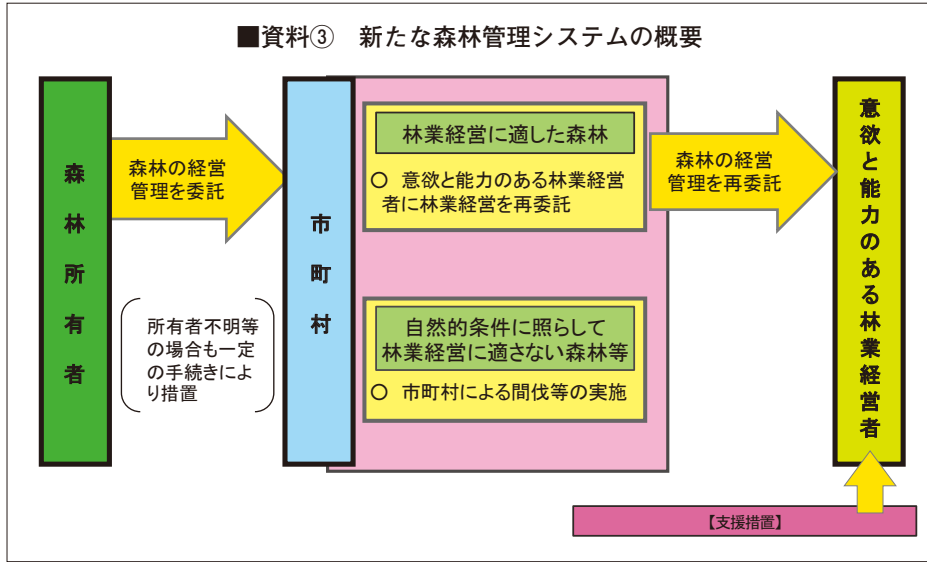 ■資料③　新たな森林管理システムの概要
森林所有者
森林の経営
管理を委託
所有者不明等
の場合も一定
の手続きによ
り措置
市町村
林業経営に適した森林
○ 意欲と能力のある林業経営
者に林業経営を再委託
自然的条件に照らして
林業経営に適さない森林等
○ 市町村による間伐等の実施
森林の経営
管理を再委託
意欲と能力のある林業経営者
【支援措置】